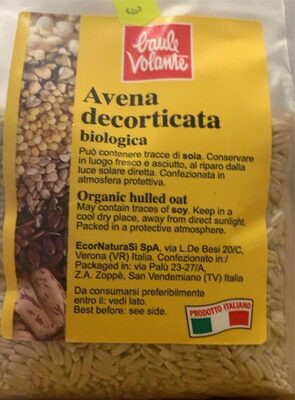 baule
volante
Avena
decorticata
biologica
Può contenere tracce di soia. Conservare
in luogo fresco e asciutto, al riparo dalla
luce solare diretta. Confezionata in
atmosfera protettiva.
Organic hulled oat
May contain traces of soy. Keep in a
cool dry place, away from direct sunlight.
Packed in a protective atmosphere.
EcorNaturaSì SpA, via L.De Besi 20/C,
Verona (VR) Italia. Confezionato in:/
Packaged in: via Palù 23-27/A,
Z.A. Zoppè, San Vendemiano (TV) Italia
Da consumarsi preferibilmente
entro il: vedi lato.
Best before: see side.
PRODOTTO ITALIANO